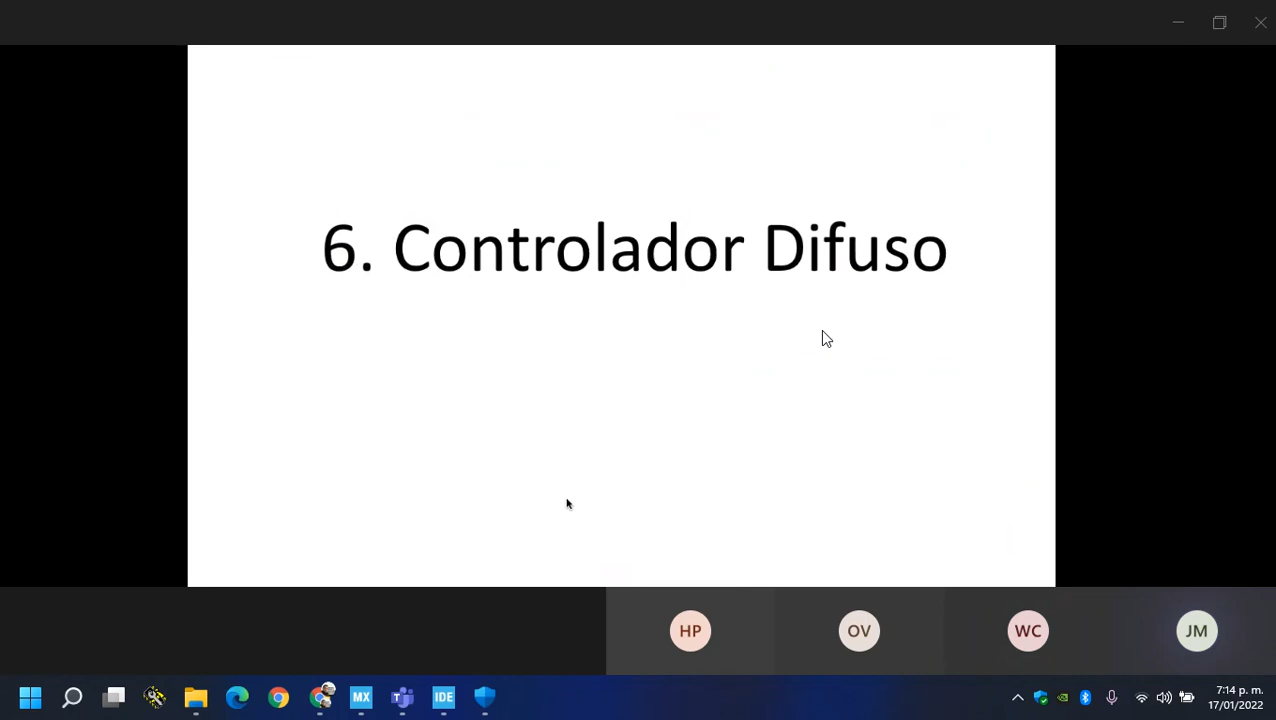 6. Controlador Difuso
HP
OV
WC
JM
MX
IDE
7:14 p. m.
17/01/2022